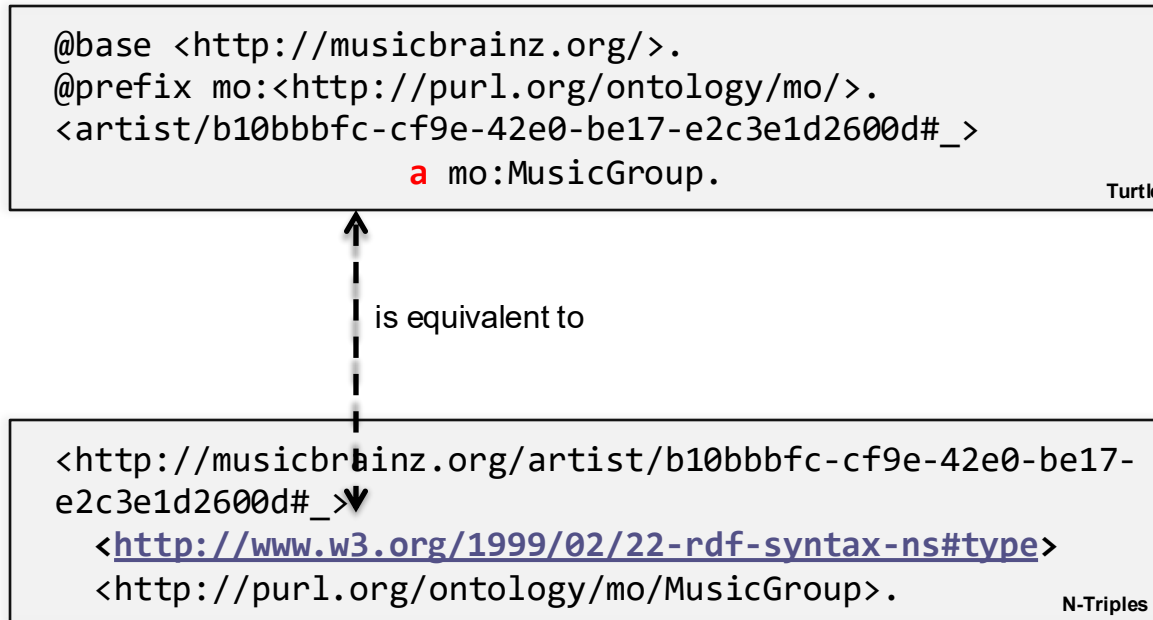 @base <http://musicbrainz.org/>.
@prefix mo:<http://purl.org/ontology/mo/>.
<artist/b10bbbfc-cf9e-42e0-be17-e2c3e1d2600d#_>
a mo:MusicGroup.
Turtle
is equivalent to
<http://musicbrainz.org/artist/b10bbbfc-cf9e-42e0-be17-
e2c3e1d2600d#_>
<http://www.w3.org/1999/02/22-rdf-syntax-ns#type>
<http://purl.org/ontology/mo/MusicGroup>.
N-Triples